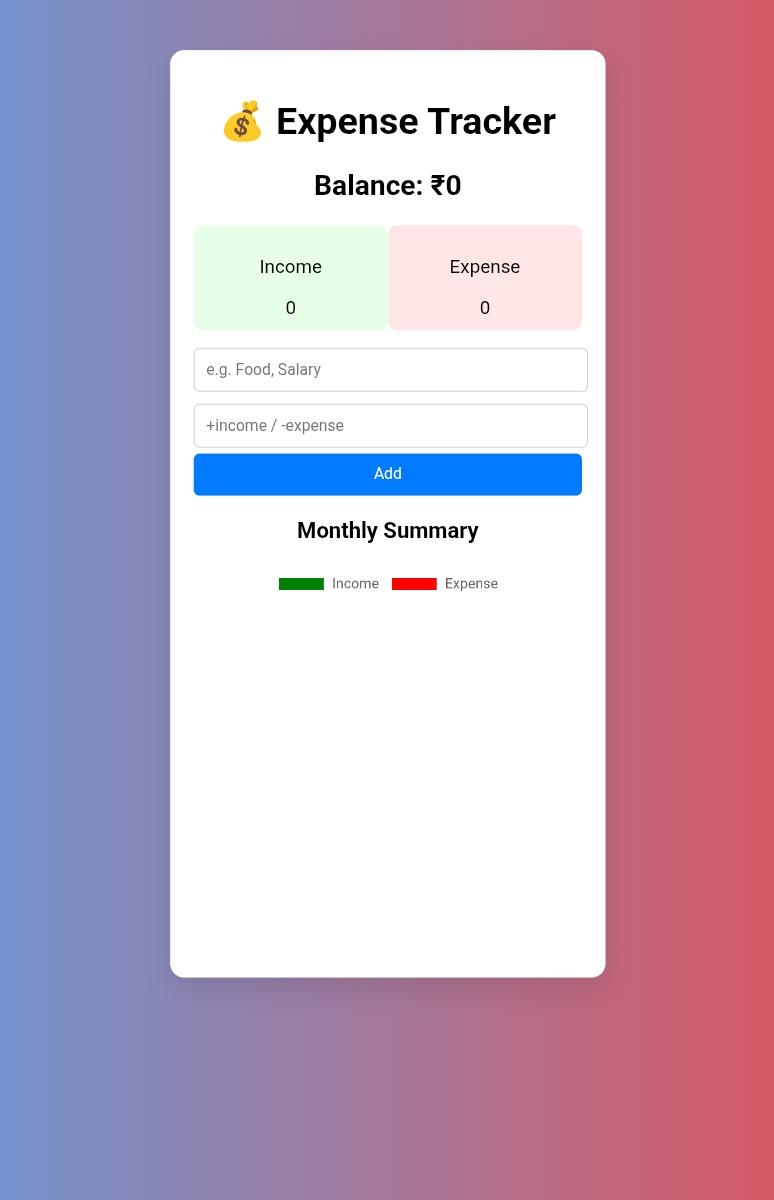 💰 Expense Tracker
Balance: ₹0
Income Expense
0 0
e.g. Food, Salary
+income / -expense
Add
Monthly Summary
Income Expense